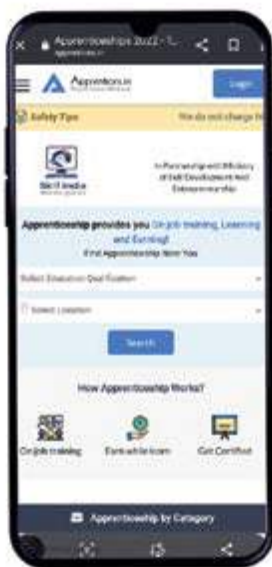 Apprenticeships 2022 - 1...
Login
Safety Tips
We do not charge
Skill India
In Partnership with Ministry
of Skill Development And
Entrepreneurship
Apprenticeship provides you On job training, Learning
and Earning!
Find Apprenticeship Near You
Select Education Qualification
Select Location
Search
How Apprenticeship Works?
On job training
Earn while learn
Get Certified
Apprenticeship by Category